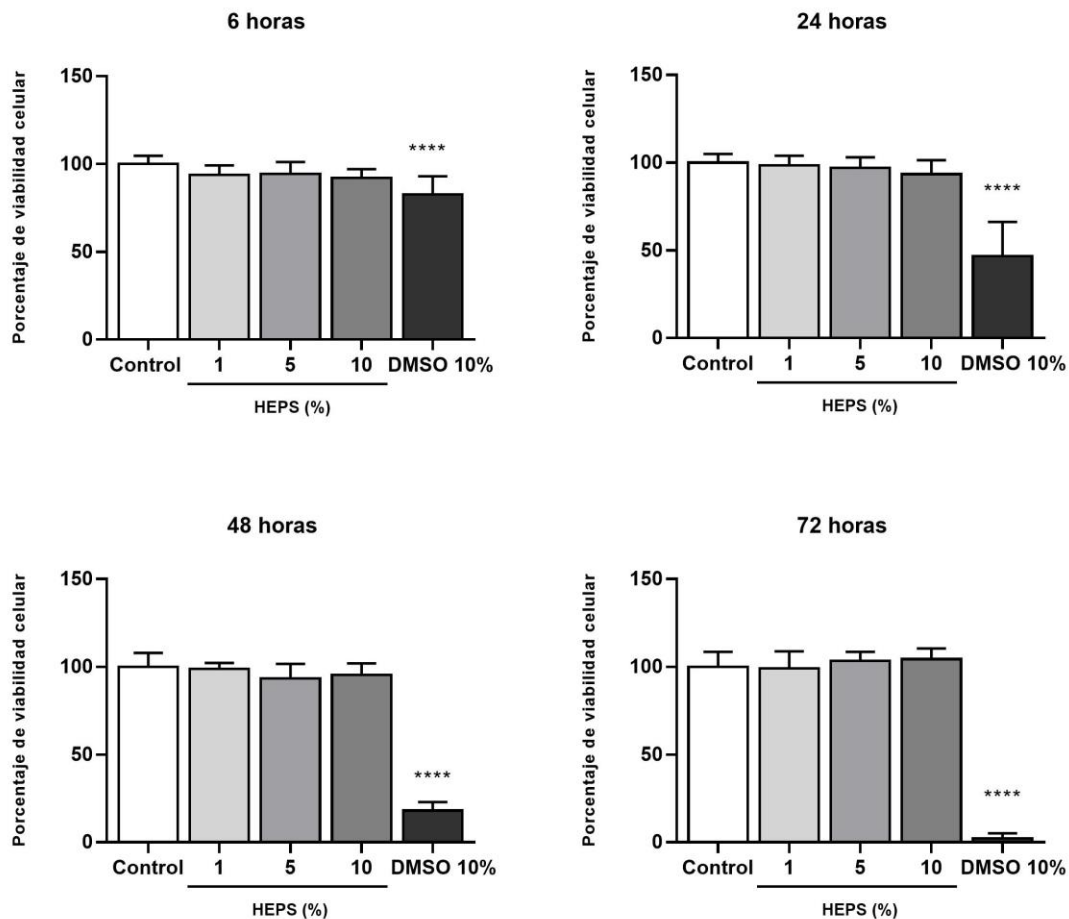 6 horas
Porcentaje de viabilidad celular
150
100
50
0
****
Control 1 5 10 DMSO 10%
HEPS (%)
24 horas
Porcentaje de viabilidad celular
150
100
50
0
****
Control 1 5 10 DMSO 10%
HEPS (%)
48 horas
Porcentaje de viabilidad celular
150
100
50
0
****
Control 1 5 10 DMSO 10%
HEPS (%)
72 horas
Porcentaje de viabilidad celular
150
100
50
0
****
Control 1 5 10 DMSO 10%
HEPS (%)